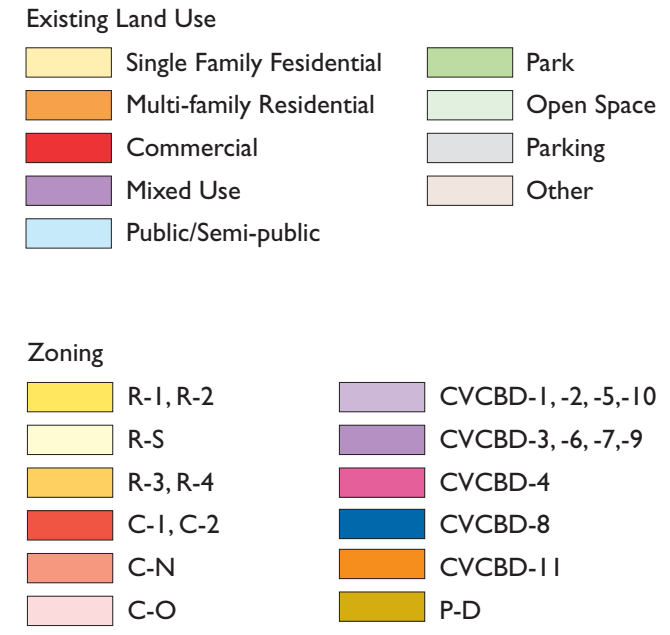 Existing Land Use
Single Family Fesidential
Multi-family Residential
Commercial
Mixed Use
Public/Semi-public
Park
Open Space
Parking
Other
Zoning
R-1, R-2
R-S
R-3, R-4
C-1, C-2
C-N
C-O
CVCBD-1, -2, -5,-10
CVCBD-3, -6, -7,-9
CVCBD-4
CVCBD-8
CVCBD-11
P-D